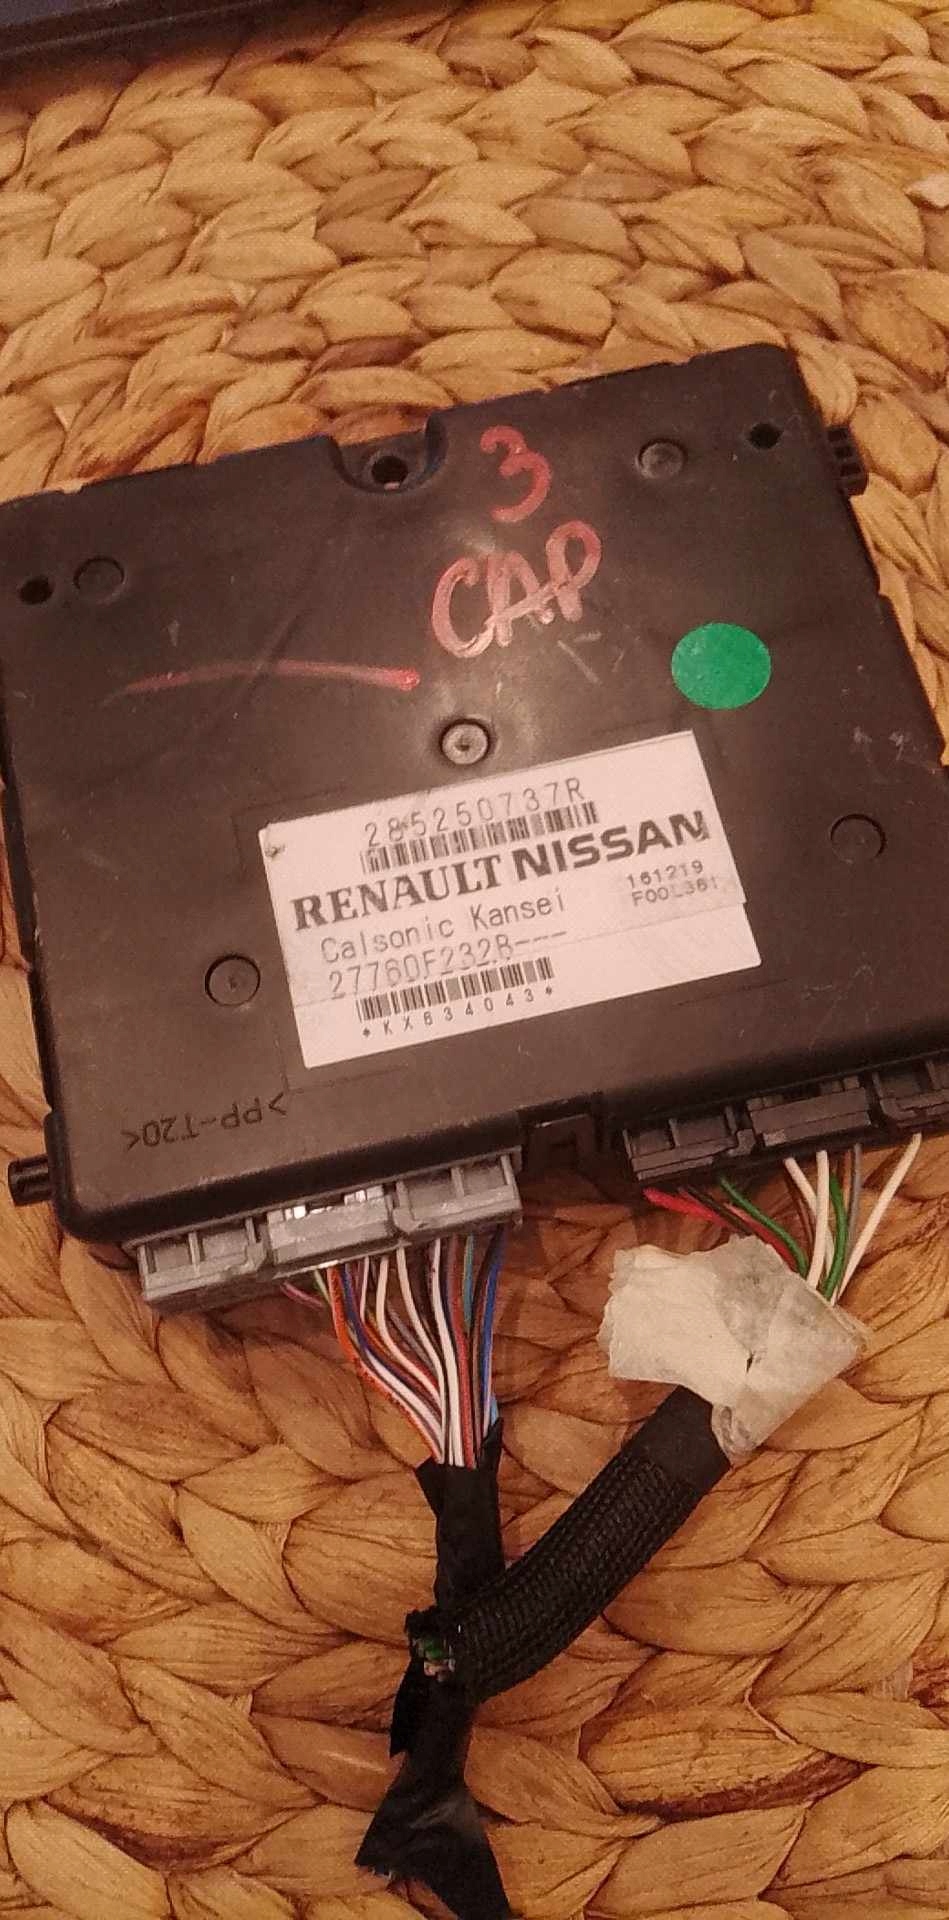 3
CAP
285250737R
RENAULT NISSAN
Calsonic Kansei
161219
F00L361
27760F232B---
*KX634043*
>PP-T20<